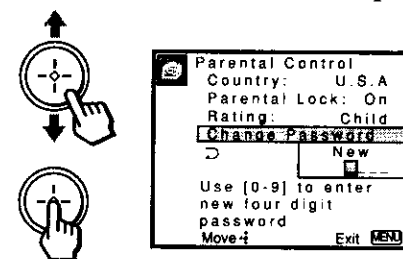 Parental Control
Country: U.S.A
Parental Lock: On
Rating: Child
Change Password
New
Use [0-9] to enter
new four digit
password
Move Exit MENU